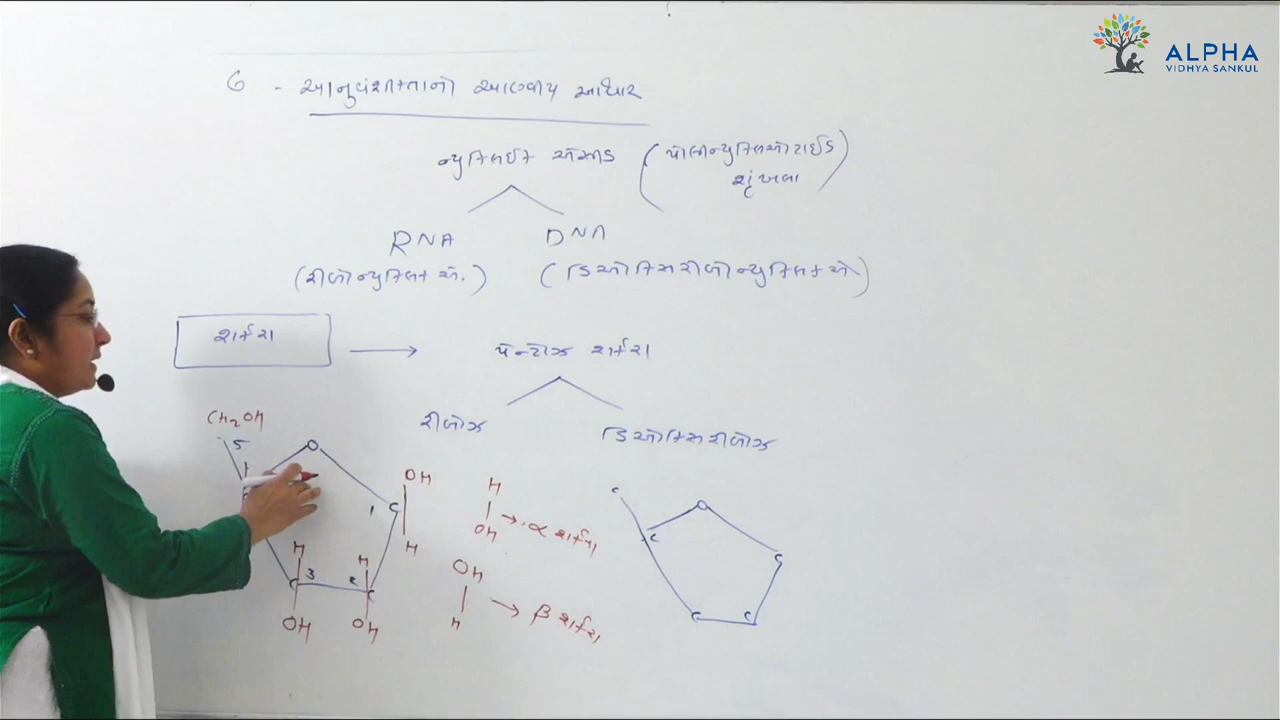 ALPHA
VIDHYA SANKUL
6 - આનુવંશીકતાનો આણ્વીય આધાર
ન્યુક્લિઈક એસીડ (પોલીન્યુક્લિઓટાઈડ
શૃંખલા)
RNA DNA
(રીબોન્યુક્લિક એ.) (ડિઓક્સિરીબોન્યુક્લિક એ)
શર્કરા → પેન્ટોઝ શર્કરા
રીબોઝ ડિઓક્સિરીબોઝ
CH2OH
5 O
OH
1 C
H
H H
3 2
C C
OH OH
H
OH → α શર્કરા
OH
H → β શર્કરા
C O
C C
C C